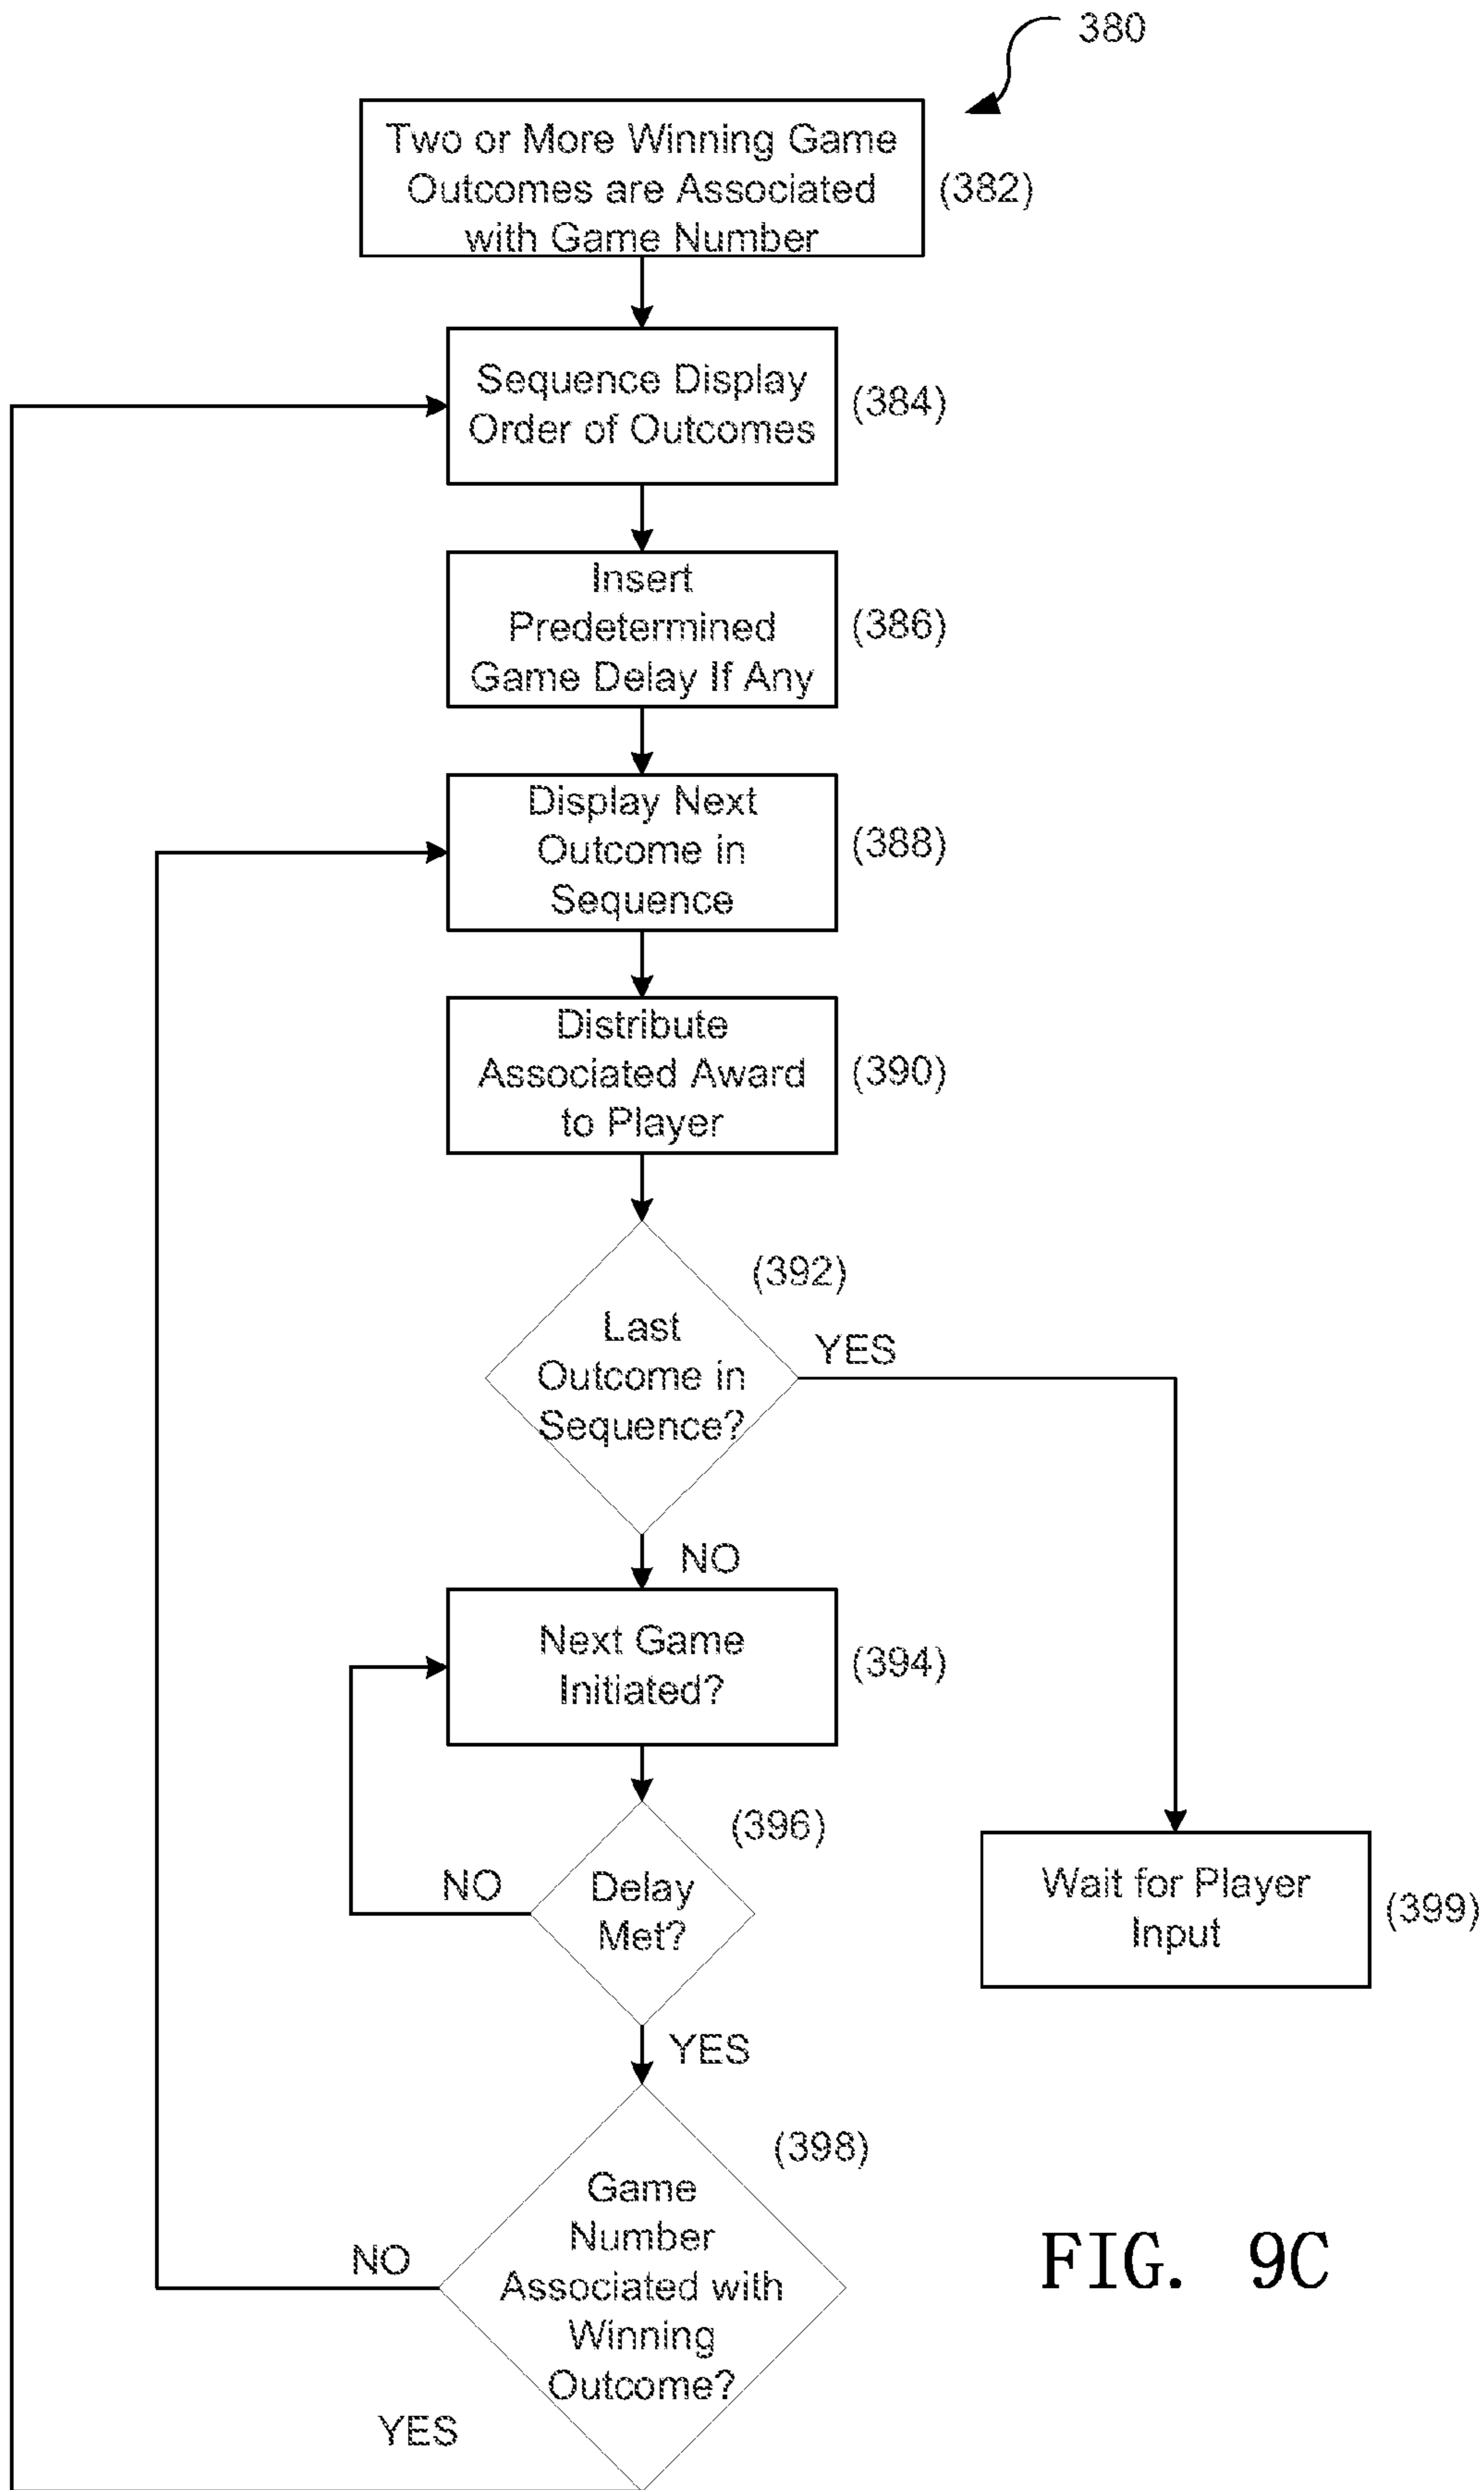 380
Two or More Winning Game
Outcomes are Associated
with Game Number
(382)
Sequence Display
Order of Outcomes
(384)
Insert
Predetermined
Game Delay If Any
(386)
Display Next
Outcome in
Sequence
(388)
Distribute
Associated Award
to Player
(390)
(392)
Last
Outcome in
Sequence?
YES
NO
Next Game
Initiated?
(394)
(396)
Delay
Met?
NO
Wait for Player
Input
(399)
YES
(398)
Game
Number
Associated with
Winning
Outcome?
NO
YES
FIG. 9C